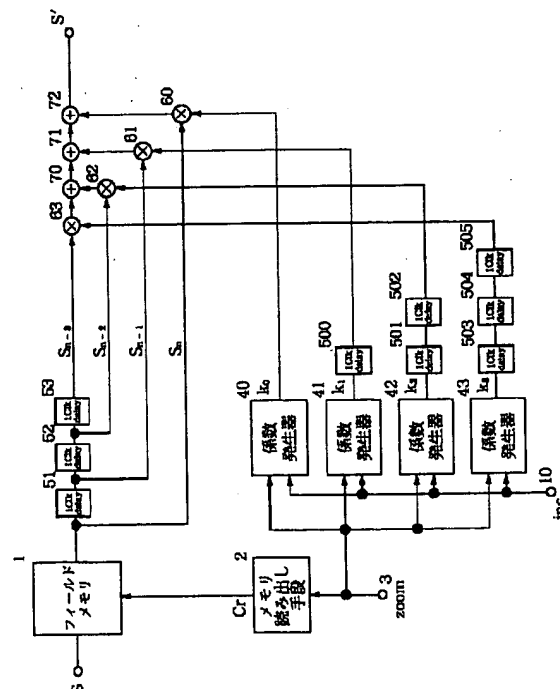 S'
72
71
70
63
60
61
62
Sn-3
Sn-2
Sn-1
Sn
53
52
51
1Clk
delay
1Clk
delay
1Clk
delay
1
フィールド
メモリ
S
Cr
2
メモリ
読み出し
手段
3
zoom
40
k₀
係数
発生器
41
k₁
係数
発生器
42
k₂
係数
発生器
43
k₃
係数
発生器
500
1Clk
delay
501
1Clk
delay
502
1Clk
delay
503
1Clk
delay
504
1Clk
delay
505
1Clk
delay
10
inc